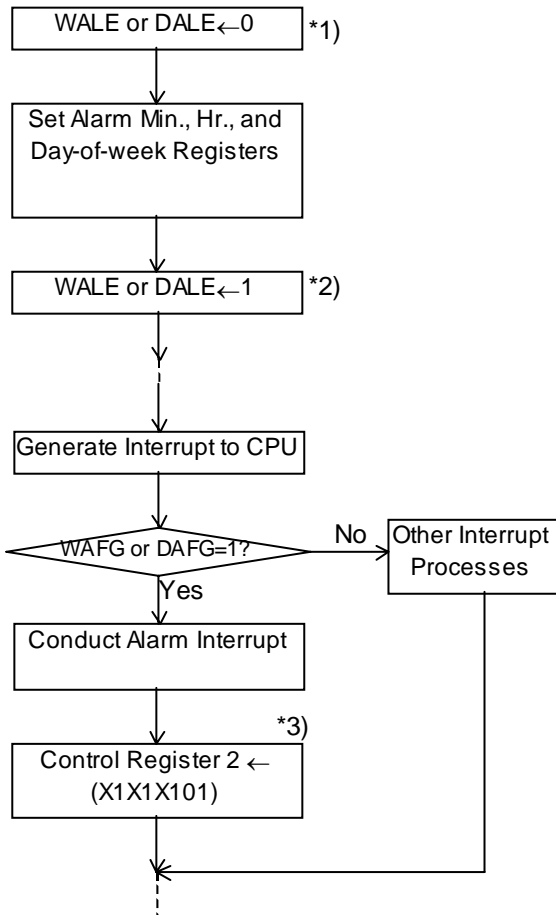 WALE or DALE←0
*1)
Set Alarm Min., Hr., and
Day-of-week Registers
WALE or DALE←1
*2)
Generate Interrupt to CPU
WAFG or DAFG=1?
No
Other Interrupt
Processes
Yes
Conduct Alarm Interrupt
*3)
Control Register 2 ←
(X1X1X101)